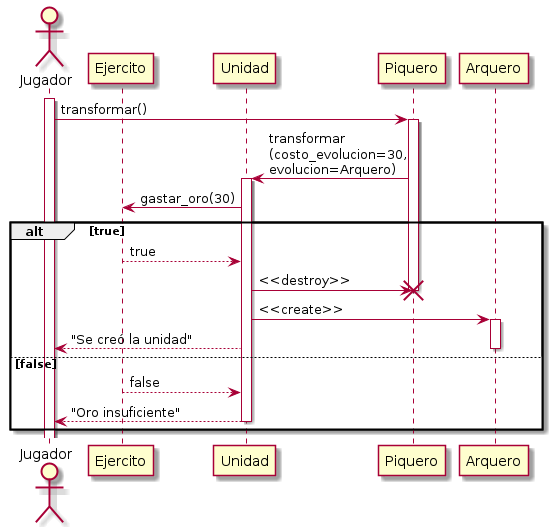 Jugador
Ejercito
Unidad
Piquero
Arquero
transformar()
transformar
(costo_evolucion=30,
evolucion=Arquero)
gastar_oro(30)
alt
[true]
true
<<destroy>>
<<create>>
"Se creó la unidad"
[false]
false
"Oro insuficiente"
Jugador
Ejercito
Unidad
Piquero
Arquero